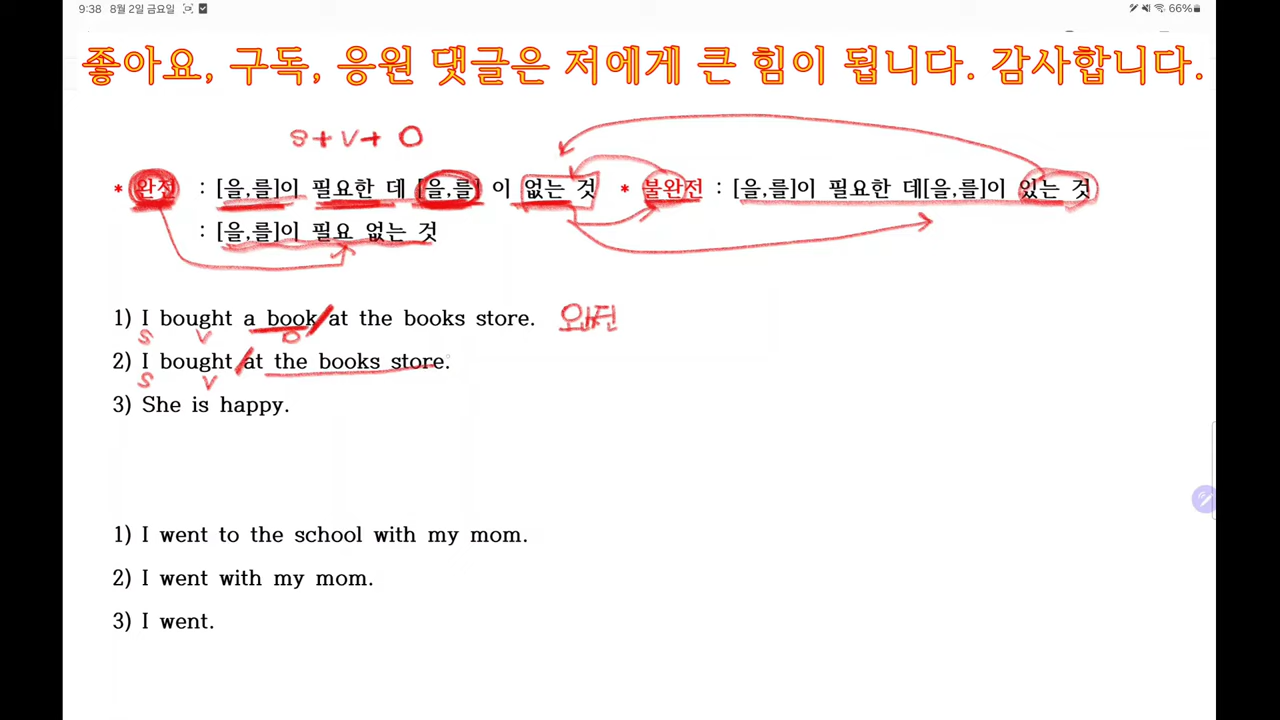 9:38 8월 2일 금요일 66%
좋아요, 구독, 응원 댓글은 저에게 큰 힘이 됩니다. 감사합니다.
S + V + O
* 완전 : [을,를]이 필요한 데 [을,를] 이 없는 것 * 불완전 : [을,를]이 필요한 데[을,를]이 있는 것
: [을,를]이 필요 없는 것
1) I bought a book / at the books store. 완전
S V O
2) I bought / at the books store.
S V
3) She is happy.
1) I went to the school with my mom.
2) I went with my mom.
3) I went.